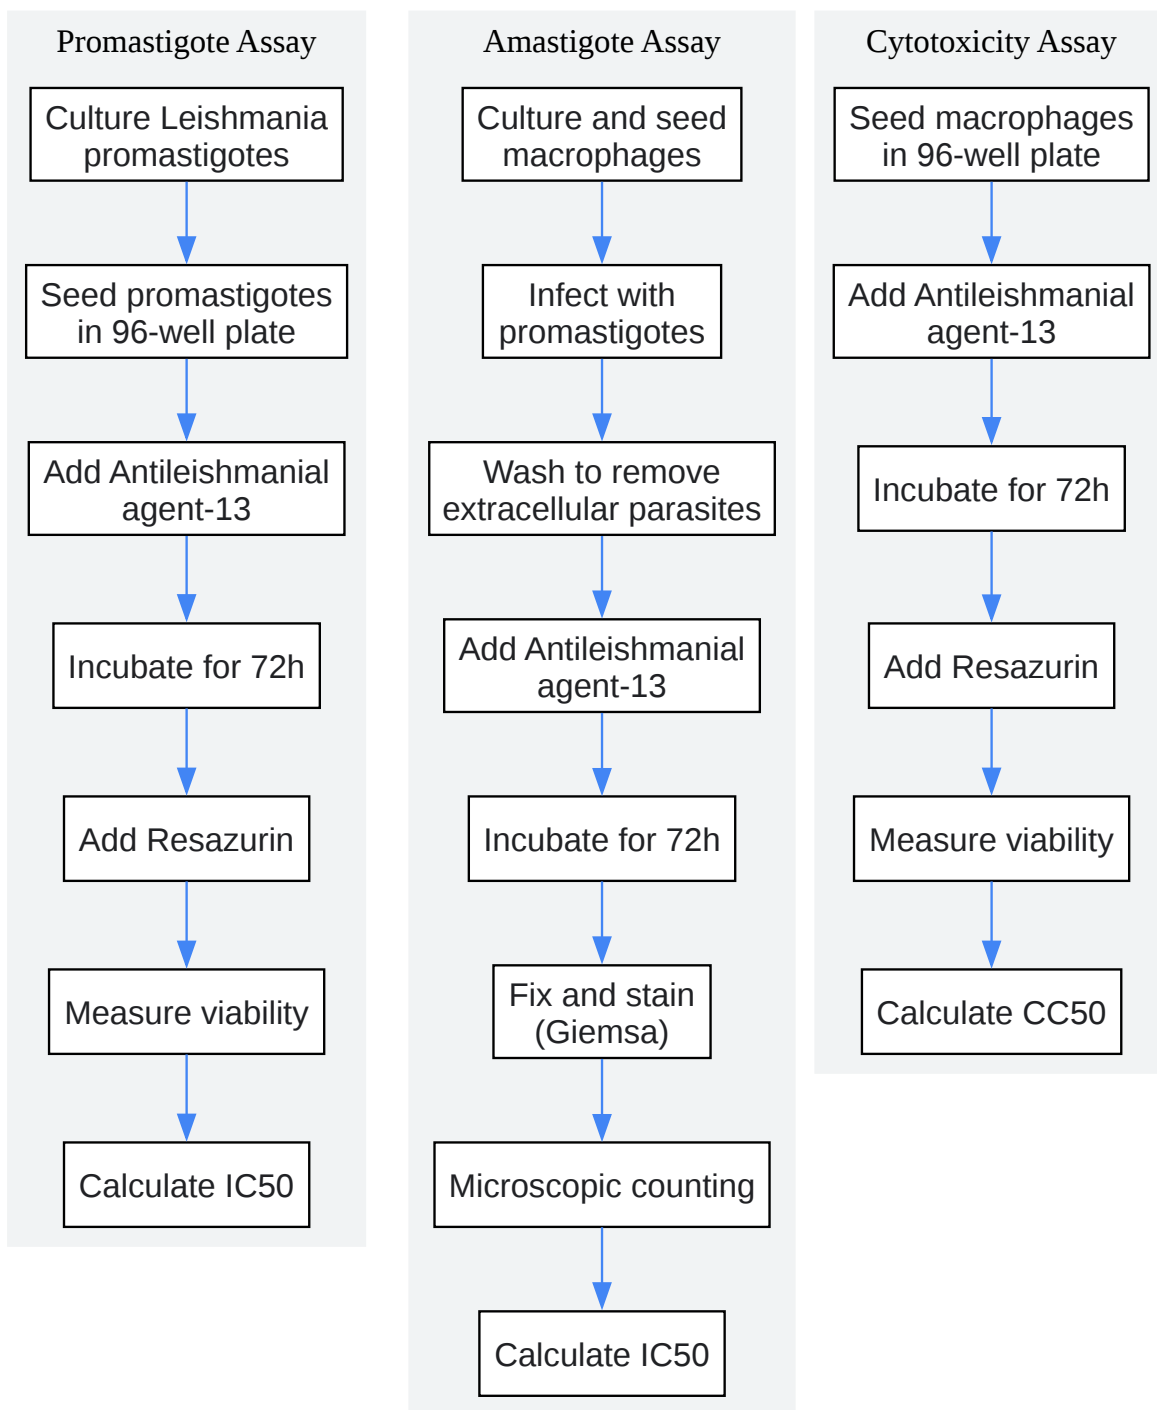 Promastigote Assay
Culture Leishmania
promastigotes
Seed promastigotes
in 96-well plate
Add Antileishmanial
agent-13
Incubate for 72h
Add Resazurin
Measure viability
Calculate IC50
Amastigote Assay
Culture and seed
macrophages
Infect with
promastigotes
Wash to remove
extracellular parasites
Add Antileishmanial
agent-13
Incubate for 72h
Fix and stain
(Giemsa)
Microscopic counting
Calculate IC50
Cytotoxicity Assay
Seed macrophages
in 96-well plate
Add Antileishmanial
agent-13
Incubate for 72h
Add Resazurin
Measure viability
Calculate CC50